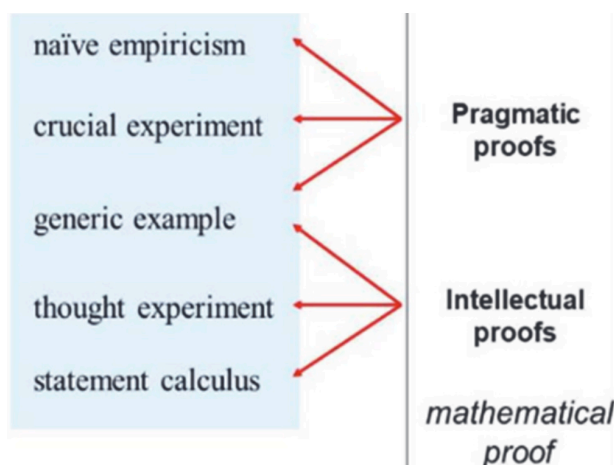 naïve empiricism
crucial experiment
generic example
thought experiment
statement calculus
Pragmatic
proofs
Intellectual
proofs
mathematical
proof